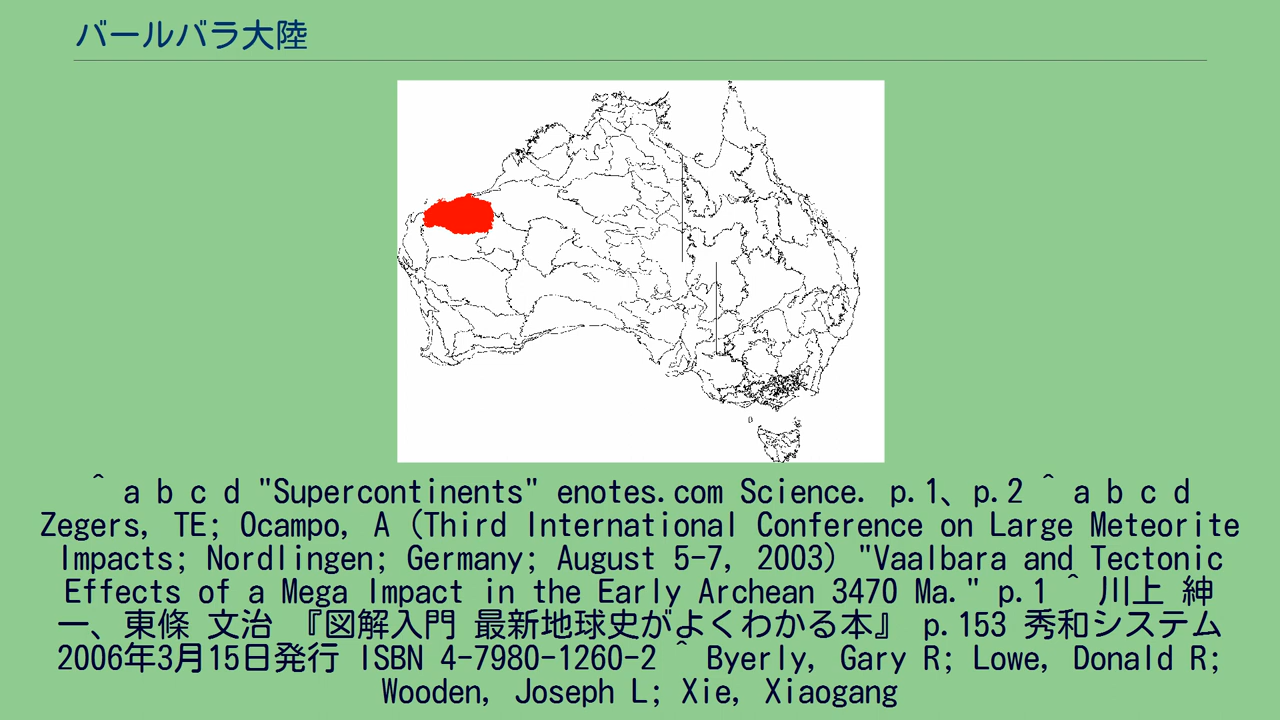 バールバラ大陸
^ a b c d "Supercontinents" enotes.com Science. p.1、p.2 ^ a b c d
Zegers, TE; Ocampo, A (Third International Conference on Large Meteorite
Impacts; Nordlingen; Germany; August 5-7, 2003) "Vaalbara and Tectonic
Effects of a Mega Impact in the Early Archean 3470 Ma." p.1 ^ 川上 紳
一、東條 文治 『図解入門 最新地球史がよくわかる本』 p.153 秀和システム
2006年3月15日発行 ISBN 4-7980-1260-2 ^ Byerly, Gary R; Lowe, Donald R;
Wooden, Joseph L; Xie, Xiaogang